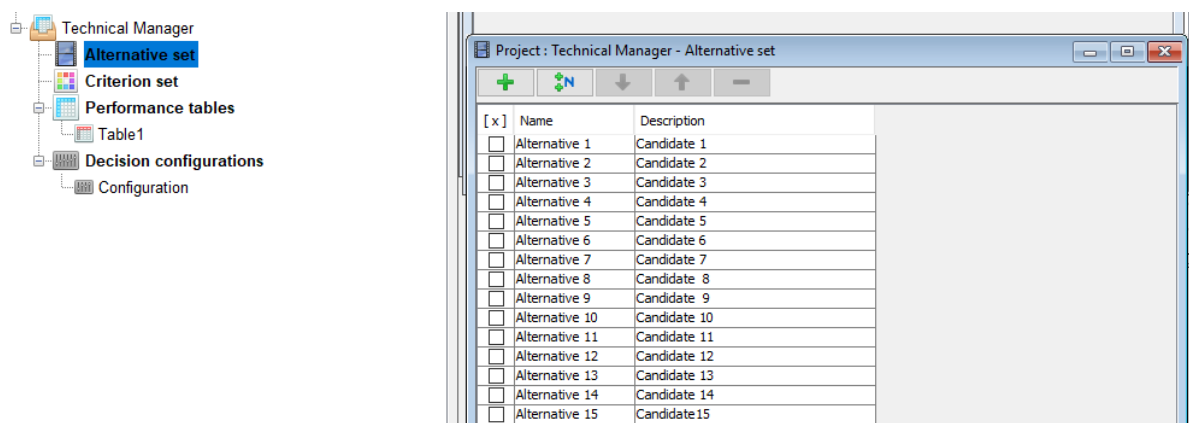 Technical Manager
Alternative set
Criterion set
Performance tables
Table1
Decision configurations
Configuration
Project : Technical Manager - Alternative set
N
[x] Name Description
Alternative 1 Candidate 1
Alternative 2 Candidate 2
Alternative 3 Candidate 3
Alternative 4 Candidate 4
Alternative 5 Candidate 5
Alternative 6 Candidate 6
Alternative 7 Candidate 7
Alternative 8 Candidate  8
Alternative 9 Candidate  9
Alternative 10 Candidate 10
Alternative 11 Candidate 11
Alternative 12 Candidate 12
Alternative 13 Candidate 13
Alternative 14 Candidate 14
Alternative 15 Candidate15